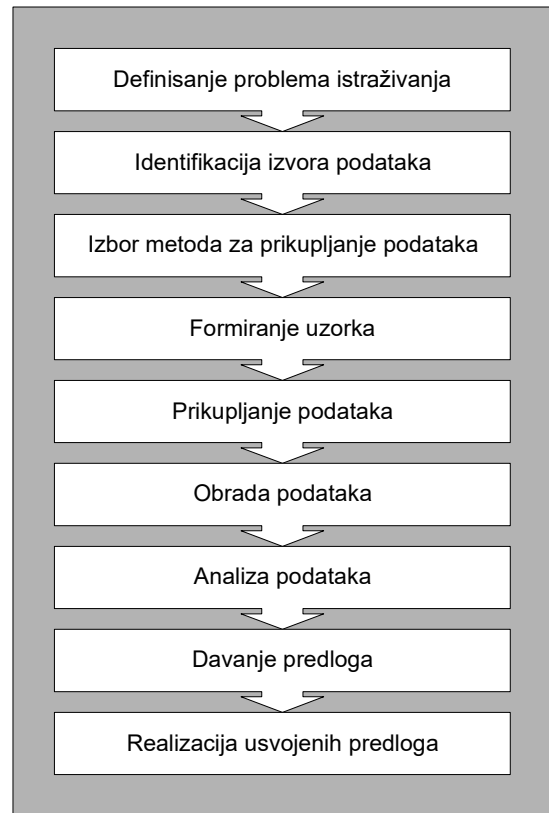 Definisanje problema istraživanja
Identifikacija izvora podataka
Izbor metoda za prikupljanje podataka
Formiranje uzorka
Prikupljanje podataka
Obrada podataka
Analiza podataka
Davanje predloga
Realizacija usvojenih predloga